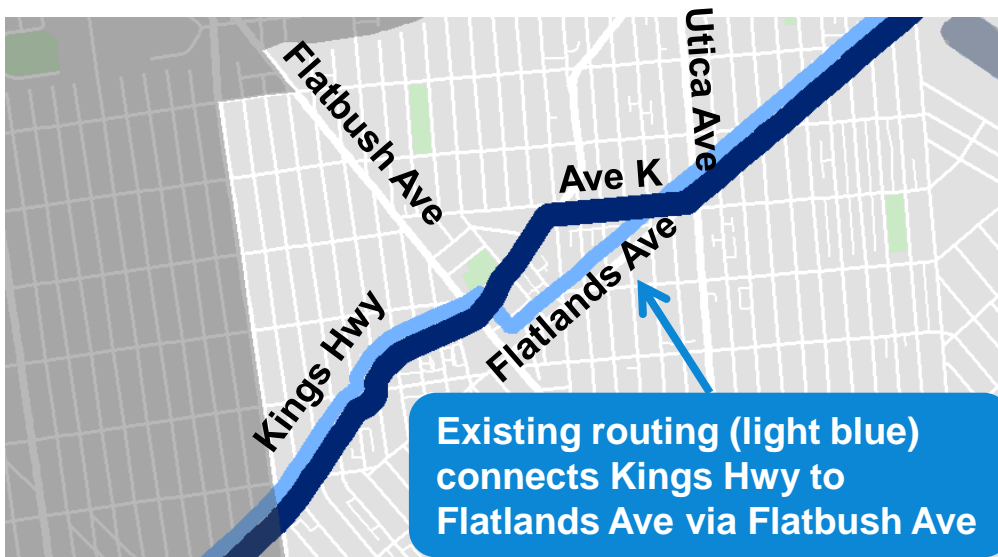 Flatbush Ave
Utica Ave
Ave K
Flatlands Ave
Kings Hwy
Existing routing (light blue)
connects Kings Hwy to
Flatlands Ave via Flatbush Ave